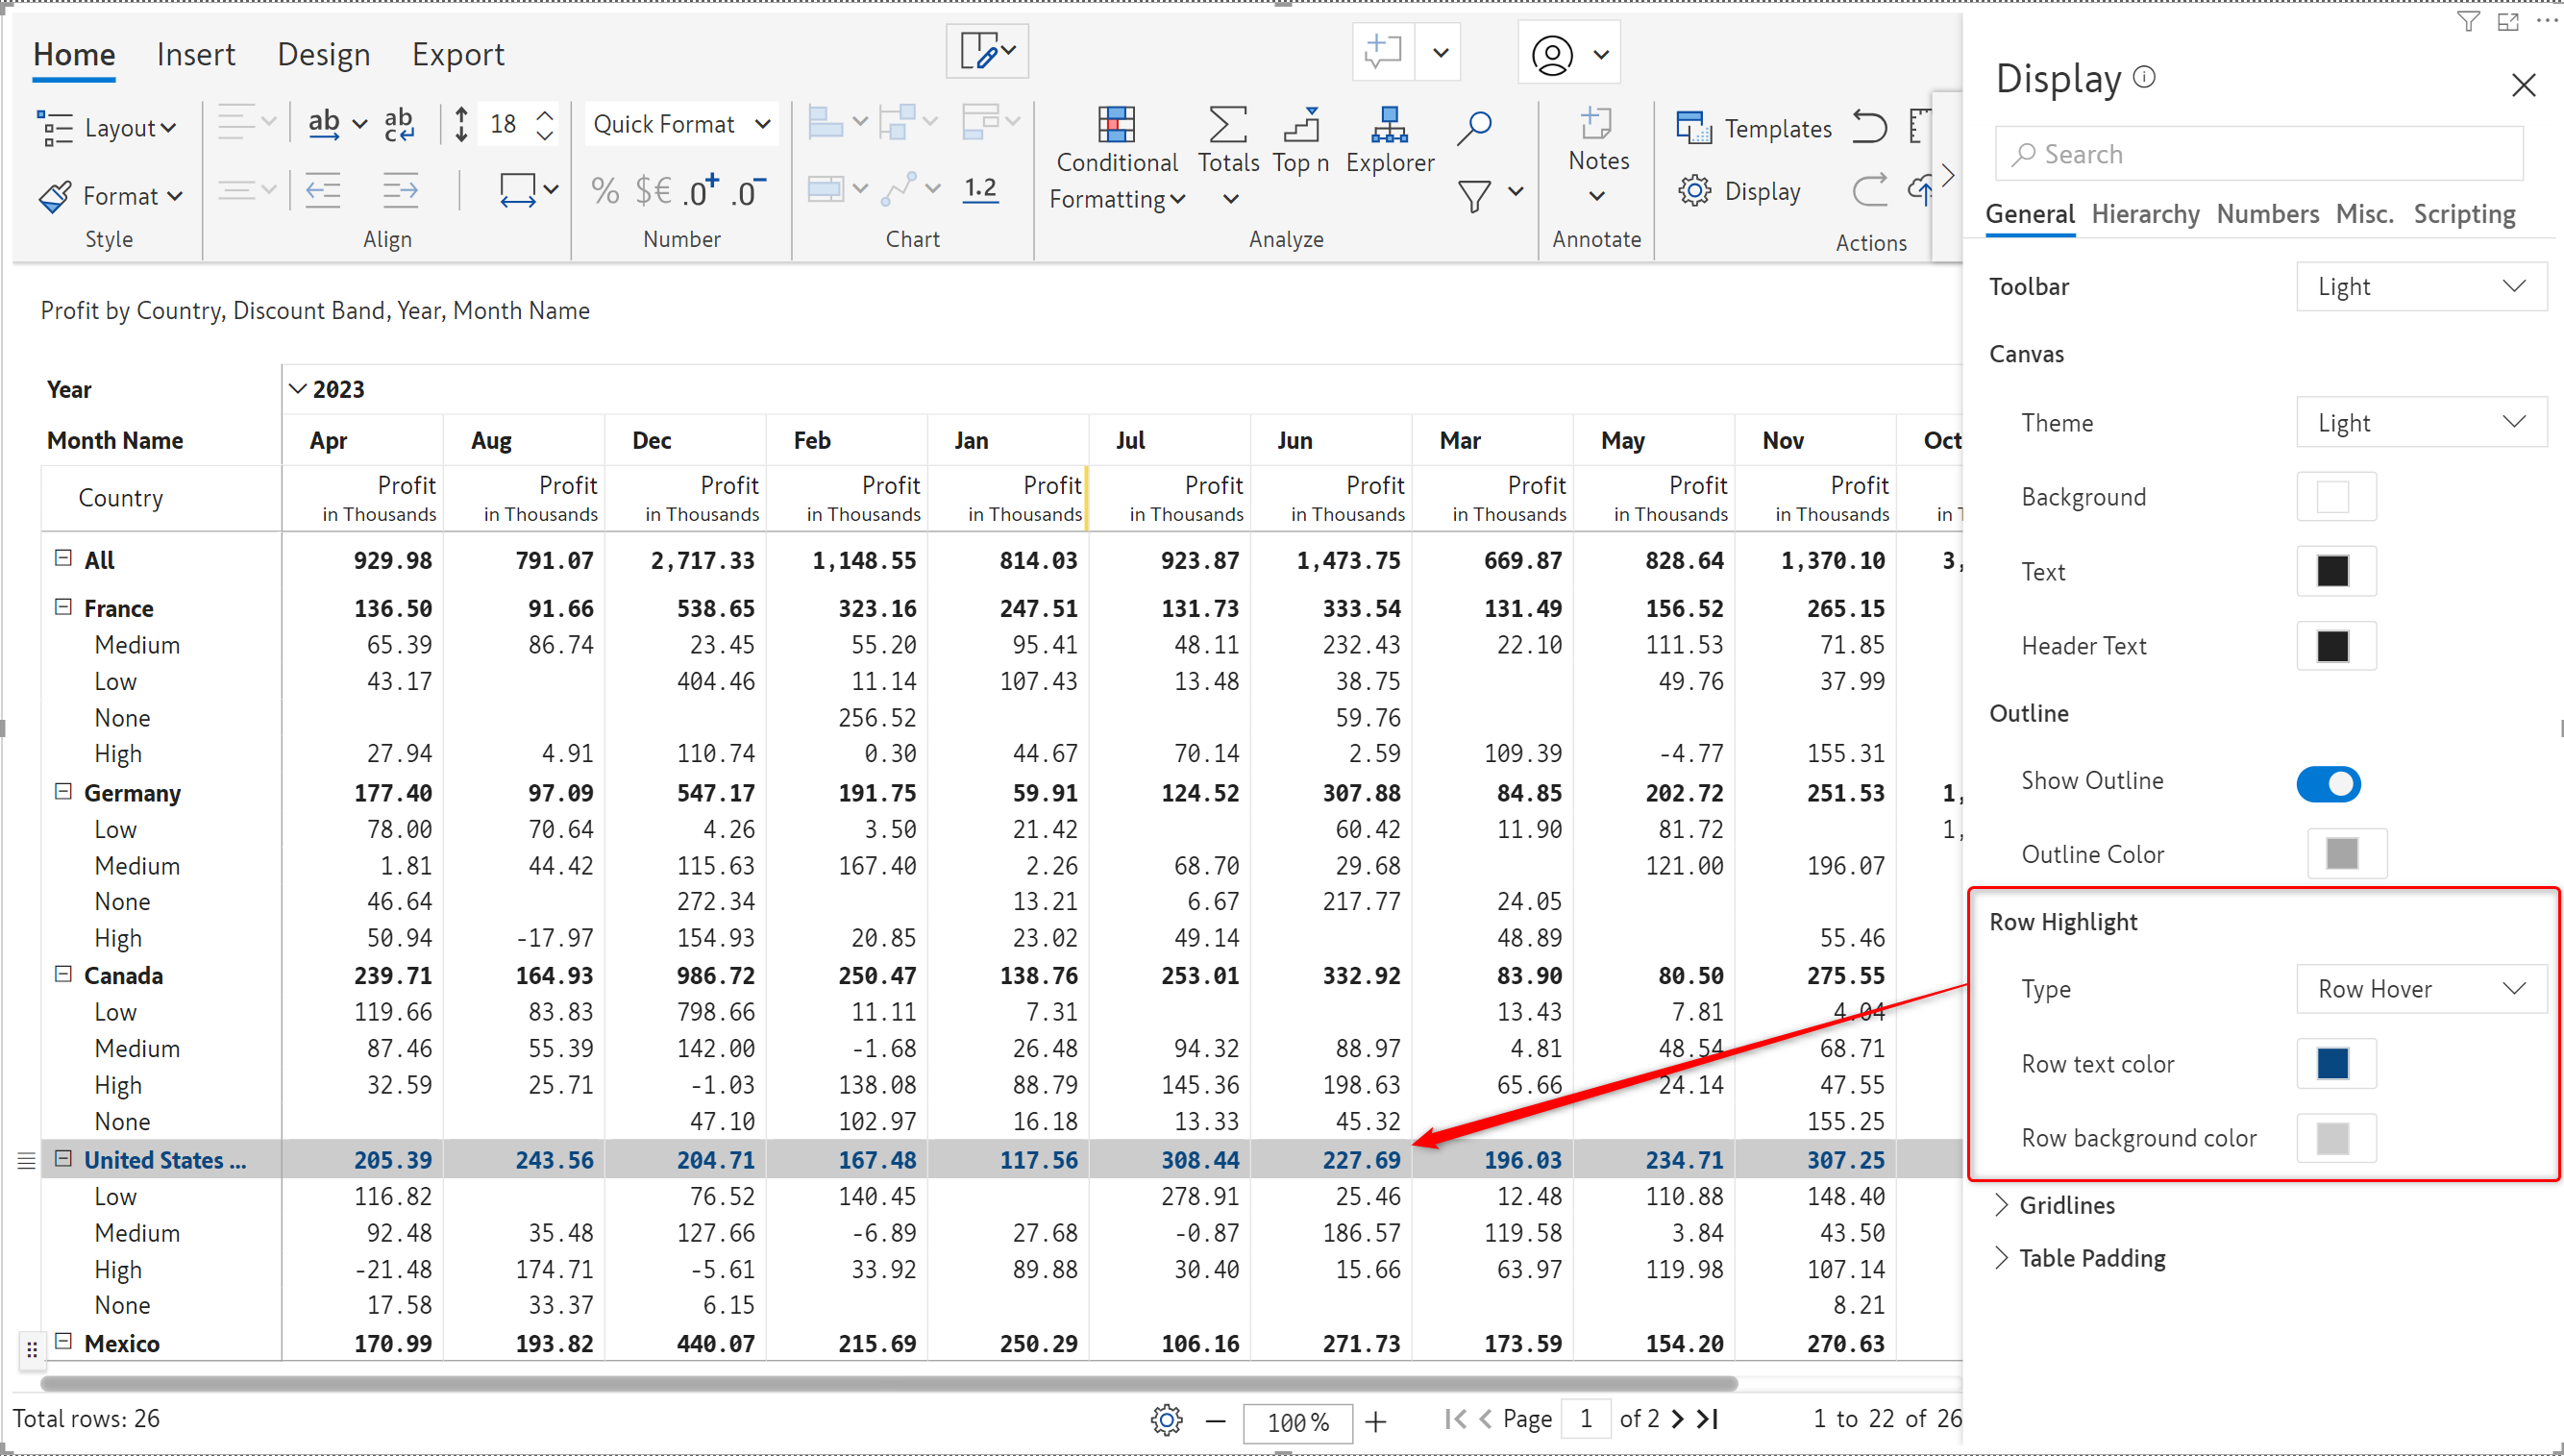 Home Insert Design Export
Layout ab ab c 18 Quick Format Conditional Formatting Totals Top n Explorer Notes Templates
Format % $€ .0+ .0- 1.2 Display
Style Align Number Chart Analyze Annotate Actions
Profit by Country, Discount Band, Year, Month Name
Year 2023
Month Name Apr Aug Dec Feb Jan Jul Jun Mar May Nov Oct
Country Profit Profit Profit Profit Profit Profit Profit Profit Profit Profit
in Thousands in Thousands in Thousands in Thousands in Thousands in Thousands in Thousands in Thousands in Thousands in Thousands in T
All 929.98 791.07 2,717.33 1,148.55 814.03 923.87 1,473.75 669.87 828.64 1,370.10 3,
France 136.50 91.66 538.65 323.16 247.51 131.73 333.54 131.49 156.52 265.15
Medium 65.39 86.74 23.45 55.20 95.41 48.11 232.43 22.10 111.53 71.85
Low 43.17 404.46 11.14 107.43 13.48 38.75 49.76 37.99
None 256.52 59.76
High 27.94 4.91 110.74 0.30 44.67 70.14 2.59 109.39 -4.77 155.31
Germany 177.40 97.09 547.17 191.75 59.91 124.52 307.88 84.85 202.72 251.53 1,
Low 78.00 70.64 4.26 3.50 21.42 60.42 11.90 81.72 1,
Medium 1.81 44.42 115.63 167.40 2.26 68.70 29.68 121.00 196.07
None 46.64 272.34 13.21 6.67 217.77 24.05
High 50.94 -17.97 154.93 20.85 23.02 49.14 48.89 55.46
Canada 239.71 164.93 986.72 250.47 138.76 253.01 332.92 83.90 80.50 275.55
Low 119.66 83.83 798.66 11.11 7.31 13.43 7.81 4.04
Medium 87.46 55.39 142.00 -1.68 26.48 94.32 88.97 4.81 48.54 68.71
High 32.59 25.71 -1.03 138.08 88.79 145.36 198.63 65.66 24.14 47.55
None 47.10 102.97 16.18 13.33 45.32 155.25
United States ... 205.39 243.56 204.71 167.48 117.56 308.44 227.69 196.03 234.71 307.25
Low 116.82 76.52 140.45 278.91 25.46 12.48 110.88 148.40
Medium 92.48 35.48 127.66 -6.89 27.68 -0.87 186.57 119.58 3.84 43.50
High -21.48 174.71 -5.61 33.92 89.88 30.40 15.66 63.97 119.98 107.14
None 17.58 33.37 6.15 8.21
Mexico 170.99 193.82 440.07 215.69 250.29 106.16 271.73 173.59 154.20 270.63
Total rows: 26 100% Page 1 of 2 1 to 22 of 26
Display
Search
General Hierarchy Numbers Misc. Scripting
Toolbar Light
Canvas
Theme Light
Background
Text
Header Text
Outline
Show Outline
Outline Color
Row Highlight
Type Row Hover
Row text color
Row background color
Gridlines
Table Padding